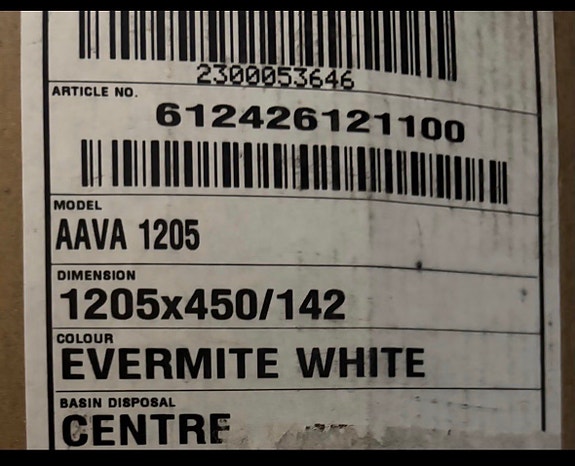 2300053646
ARTICLE NO.
612426121100
MODEL
AAVA 1205
DIMENSION
1205x450/142
COLOUR
EVERMITE WHITE
BASIN DISPOSAL
CENTRE